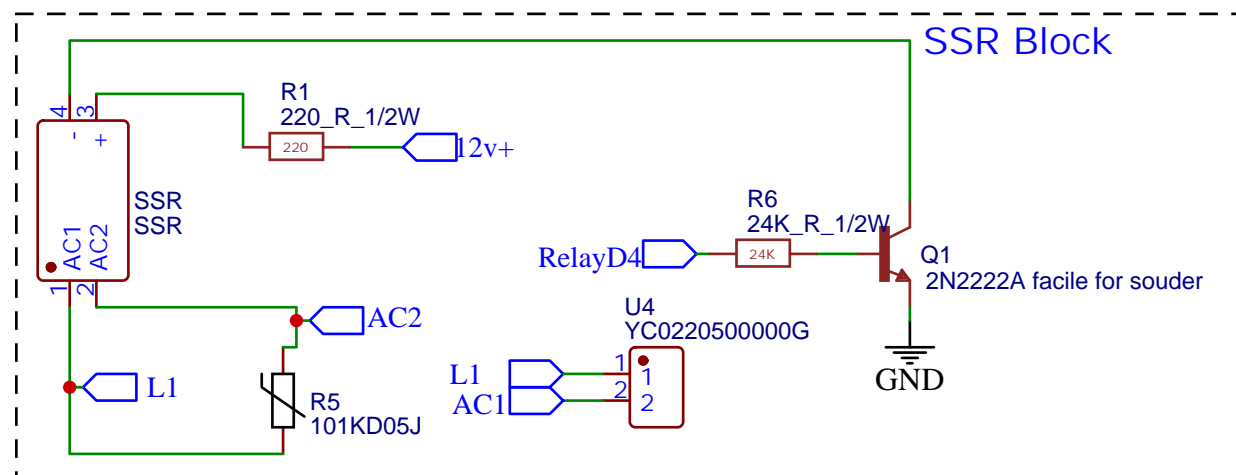 SSR Block
R1
220_R_1/2W
220
12v+
4
3
-
+
SSR
SSR
AC1
AC2
1
2
AC2
L1
R5
101KD05J
R6
24K_R_1/2W
24K
RelayD4
Q1
2N2222A facile for souder
U4
YC0220500000G
L1
1
1
AC1
2
2
GND